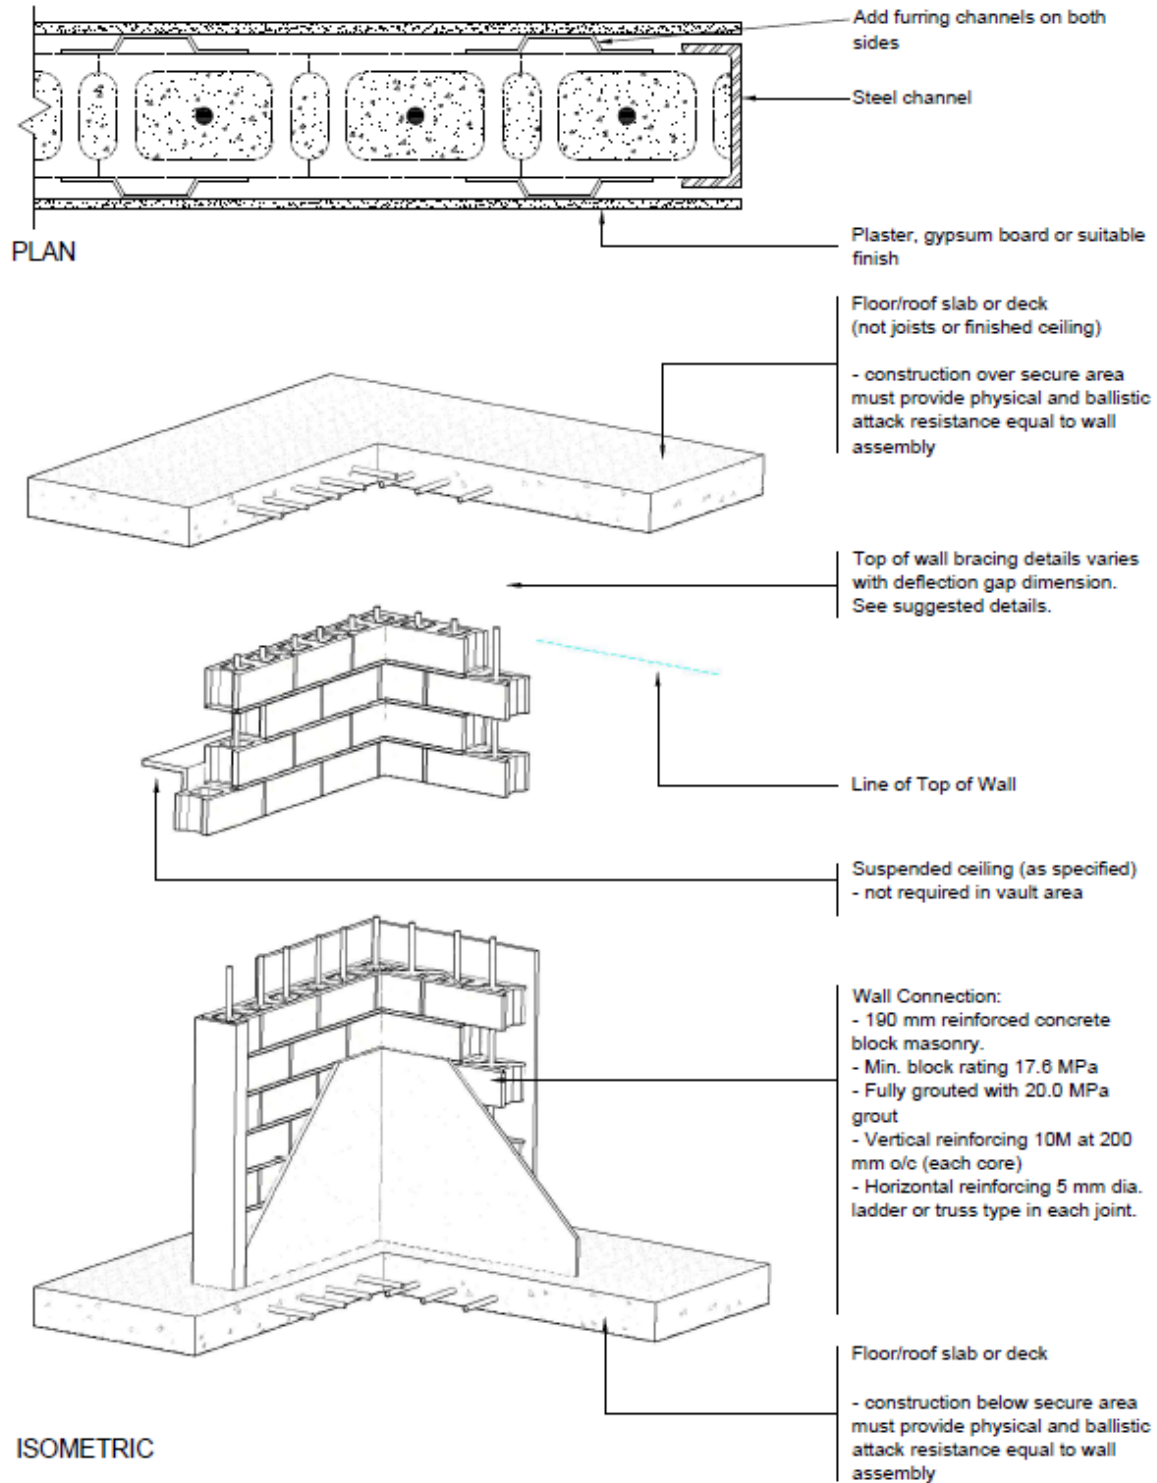 Add furring channels on both
sides
Steel channel
Plaster, gypsum board or suitable
finish
PLAN
Floor/roof slab or deck
(not joists or finished ceiling)
- construction over secure area
must provide physical and ballistic
attack resistance equal to wall
assembly
Top of wall bracing details varies
with deflection gap dimension.
See suggested details.
Line of Top of Wall
Suspended ceiling (as specified)
- not required in vault area
Wall Connection:
- 190 mm reinforced concrete
block masonry.
- Min. block rating 17.6 MPa
- Fully grouted with 20.0 MPa
grout
- Vertical reinforcing 10M at 200
mm o/c (each core)
- Horizontal reinforcing 5 mm dia.
ladder or truss type in each joint.
Floor/roof slab or deck
- construction below secure area
must provide physical and ballistic
attack resistance equal to wall
assembly
ISOMETRIC